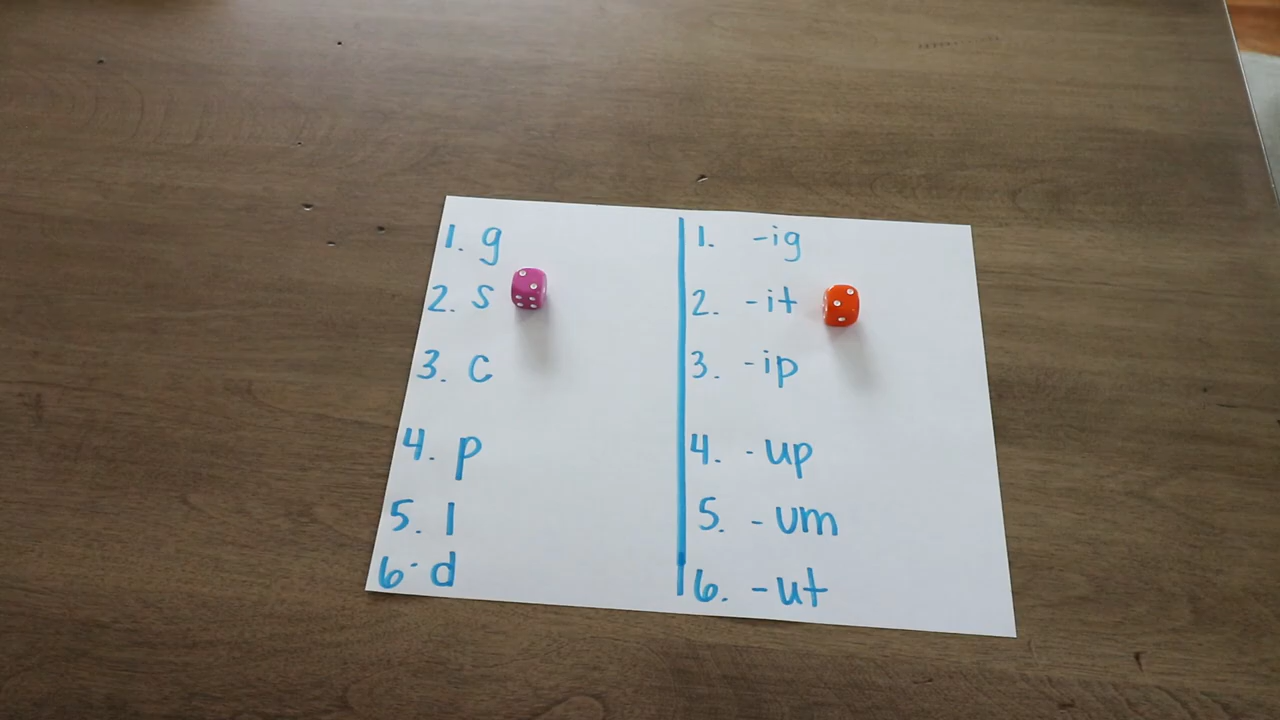 1. g
2. s
3. c
4. p
5. l
6. d
1. -ig
2. -it
3. -ip
4. -up
5. -um
6. -ut